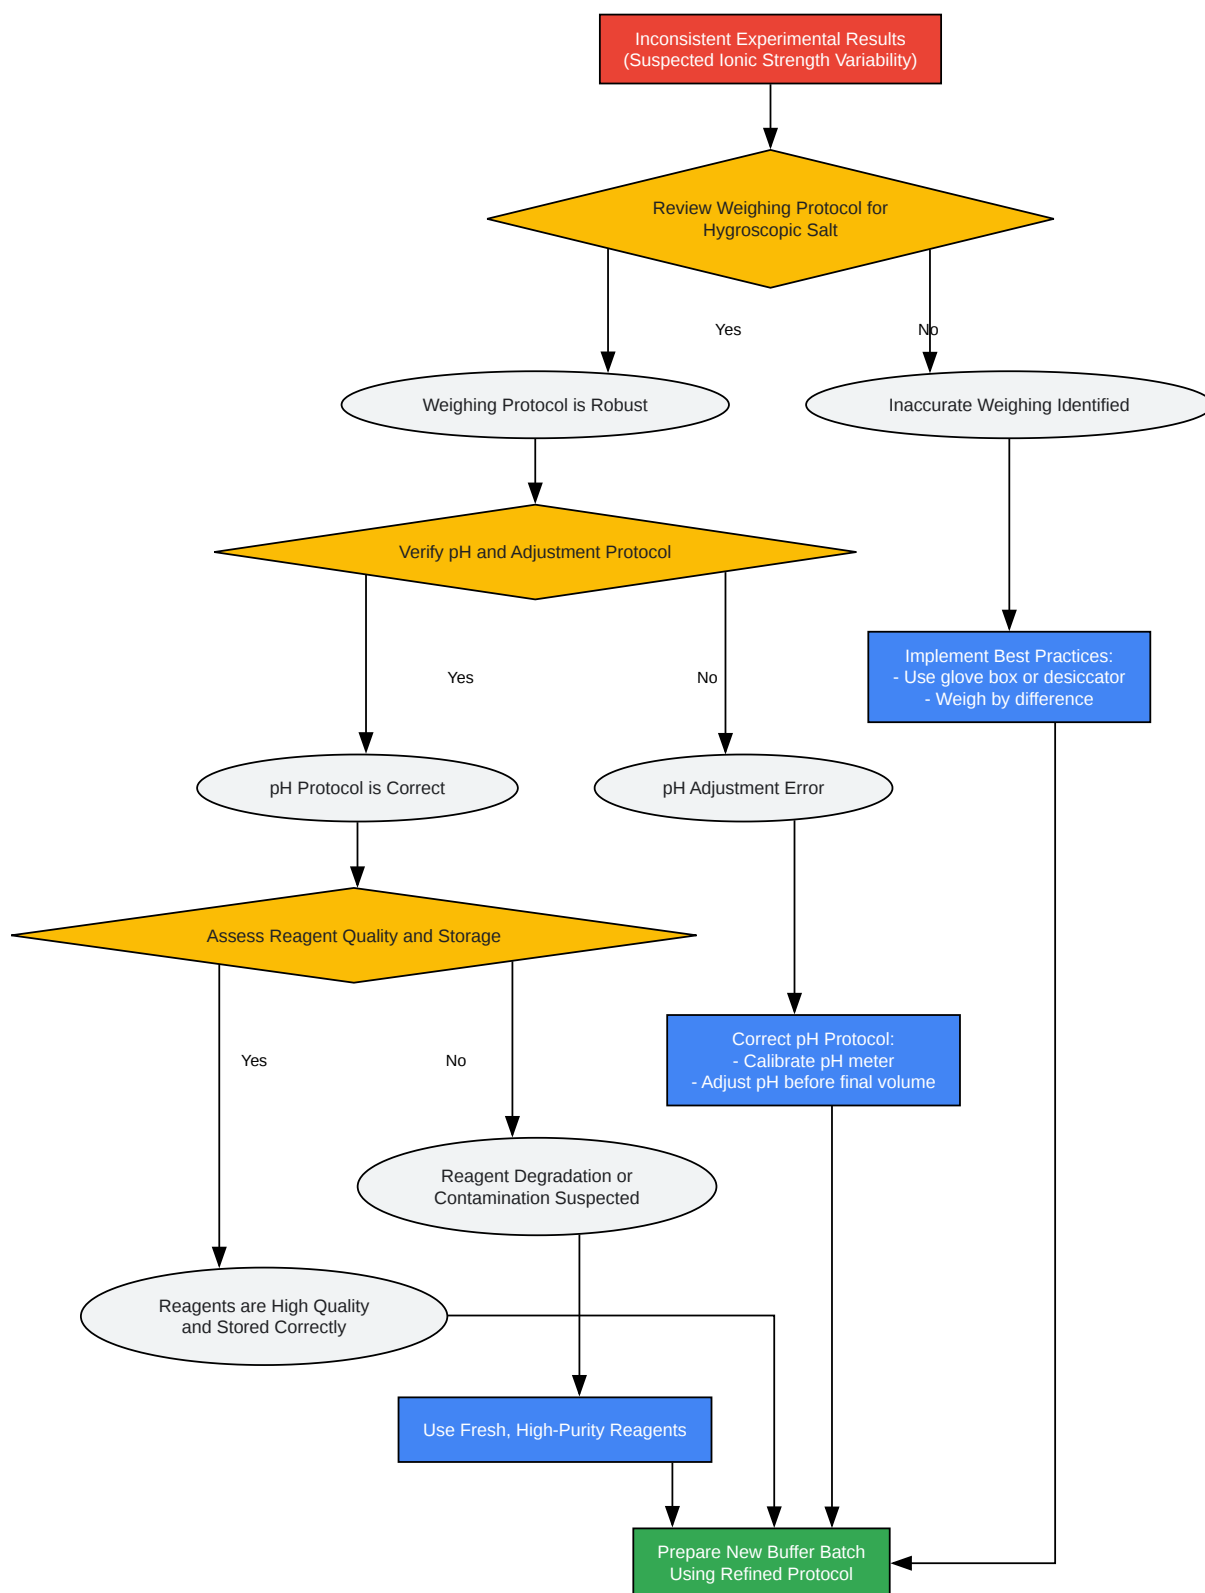 Inconsistent Experimental Results
(Suspected Ionic Strength Variability)
Review Weighing Protocol for
Hygroscopic Salt
Yes
No
Weighing Protocol is Robust
Inaccurate Weighing Identified
Verify pH and Adjustment Protocol
Implement Best Practices:
- Use glove box or desiccator
- Weigh by difference
Yes
No
pH Protocol is Correct
pH Adjustment Error
Assess Reagent Quality and Storage
Correct pH Protocol:
- Calibrate pH meter
- Adjust pH before final volume
Yes
No
Reagent Degradation or
Contamination Suspected
Reagents are High Quality
and Stored Correctly
Use Fresh, High-Purity Reagents
Prepare New Buffer Batch
Using Refined Protocol